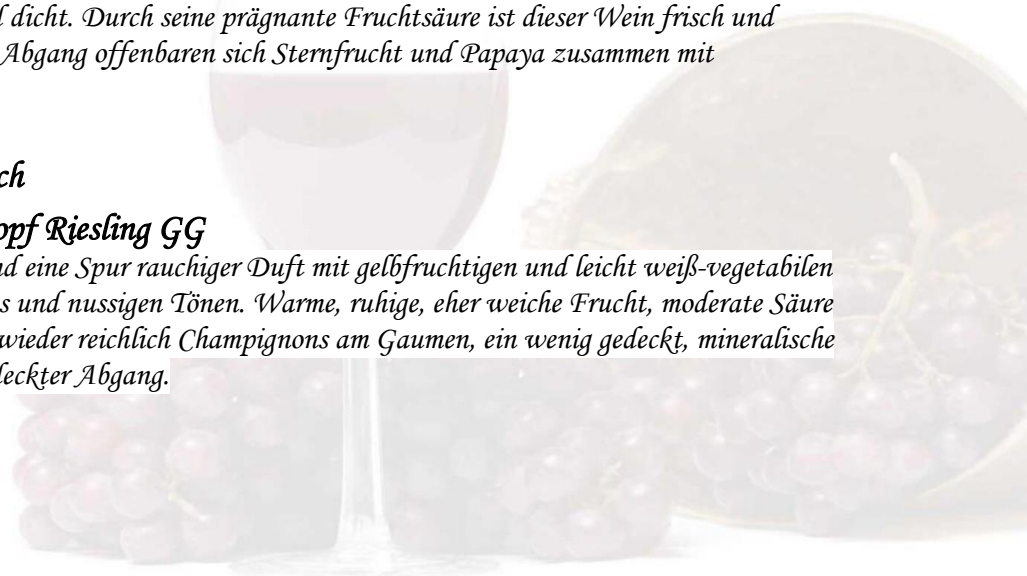 dicht. Durch seine prägnante Fruchtsäure ist dieser Wein frisch und
Abgang offenbaren sich Sternfrucht und Papaya zusammen mit
ch
opf Riesling GG
eine Spur rauchiger Duft mit gelbfruchtigen und leicht weiß-vegetabilen
s und nussigen Tönen. Warme, ruhige, eher weiche Frucht, moderate Säure
wieder reichlich Champignons am Gaumen, ein wenig gedeckt, mineralische
deckter Abgang.